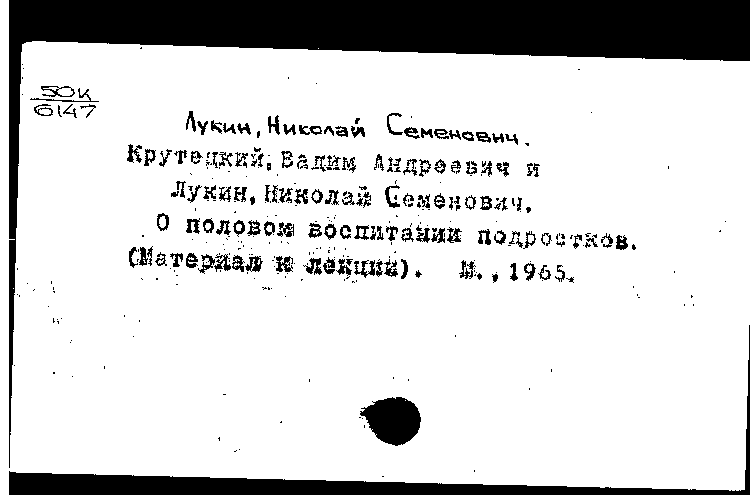 50к
6147
Лукин, Николай Семенович.
Крутецкий, Вадим Андреевич и
Лукин, Николай Семенович.
О половом воспитании подростков.
(Материал к лекции). М., 1965.